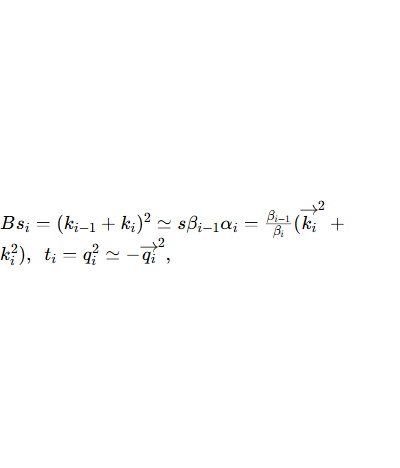 $Bs_i = (k_{i-1} + k_i)^2 \simeq s\beta_{i-1}\alpha_i = \frac{\beta_{i-1}}{\beta_i}(\overrightarrow{k_i}^2 +$
$k_i^2), \; t_i = q_i^2 \simeq -\overrightarrow{q_i}^2,$